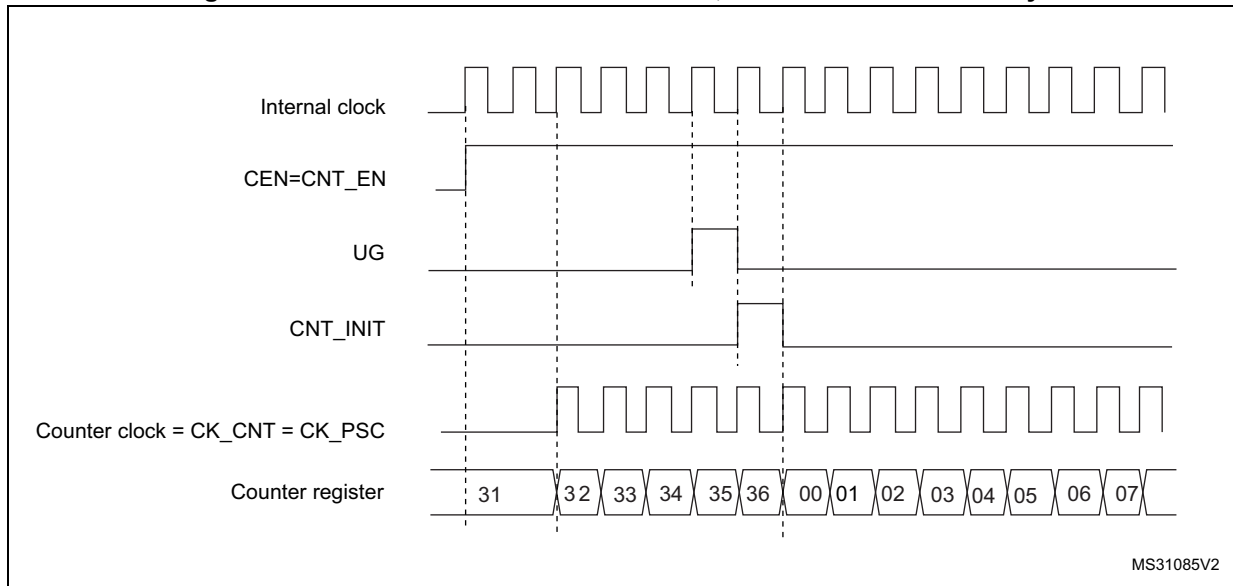 Internal clock
CEN=CNT_EN
UG
CNT_INIT
Counter clock = CK_CNT = CK_PSC
Counter register 31 32 33 34 35 36 00 01 02 03 04 05 06 07
MS31085V2